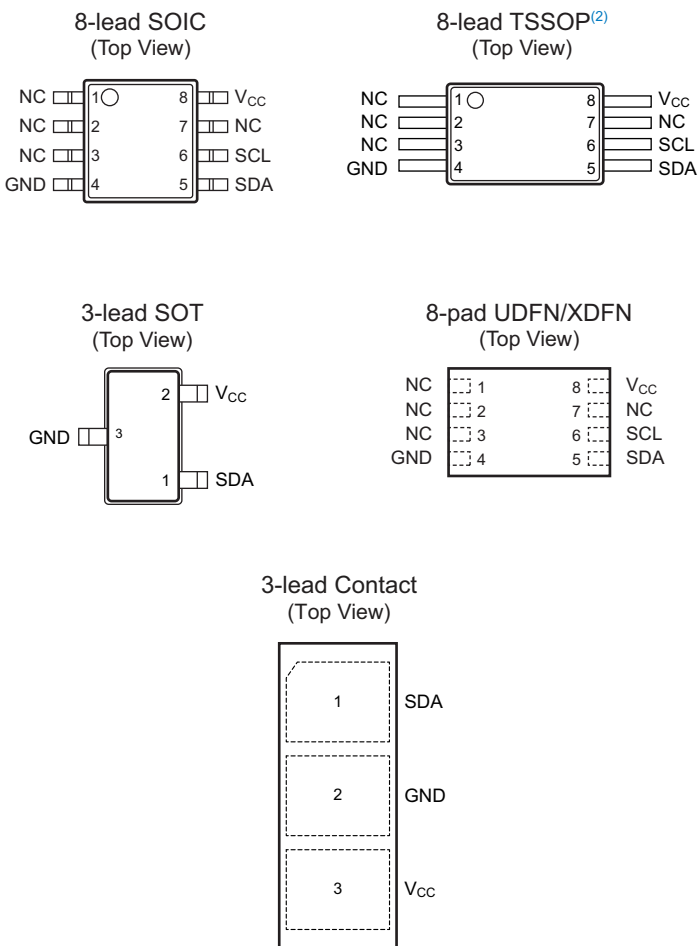 8-lead SOIC
(Top View)
NC 1 8 VCC
NC 2 7 NC
NC 3 6 SCL
GND 4 5 SDA
8-lead TSSOP(2)
(Top View)
NC 1 8 VCC
NC 2 7 NC
NC 3 6 SCL
GND 4 5 SDA
3-lead SOT
(Top View)
2 VCC
GND 3
1 SDA
8-pad UDFN/XDFN
(Top View)
NC 1 8 VCC
NC 2 7 NC
NC 3 6 SCL
GND 4 5 SDA
3-lead Contact
(Top View)
1 SDA
2 GND
3 VCC